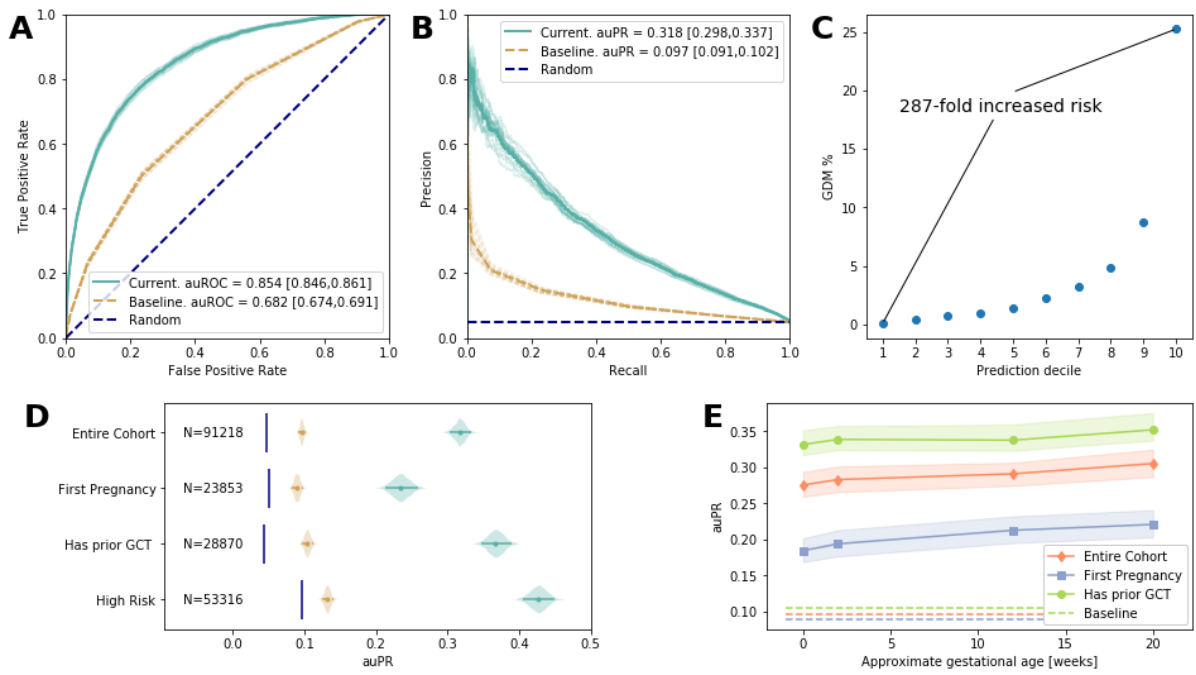 A
True Positive Rate
1.0
0.8
0.6
0.4
0.2
0.0
Current. auROC = 0.854 [0.846,0.861]
Baseline. auROC = 0.682 [0.674,0.691]
Random
0.0 0.2 0.4 0.6 0.8 1.0
False Positive Rate
B
Precision
1.0
0.8
0.6
0.4
0.2
0.0
Current. auPR = 0.318 [0.298,0.337]
Baseline. auPR = 0.097 [0.091,0.102]
Random
0.0 0.2 0.4 0.6 0.8 1.0
Recall
C
GDM %
25
20
15
10
5
0
287-fold increased risk
1 2 3 4 5 6 7 8 9 10
Prediction decile
D
Entire Cohort N=91218
First Pregnancy N=23853
Has prior GCT N=28870
High Risk N=53316
0.0 0.1 0.2 0.3 0.4 0.5
auPR
E
auPR
0.35
0.30
0.25
0.20
0.15
0.10
Entire Cohort
First Pregnancy
Has prior GCT
Baseline
0 5 10 15 20
Approximate gestational age [weeks]